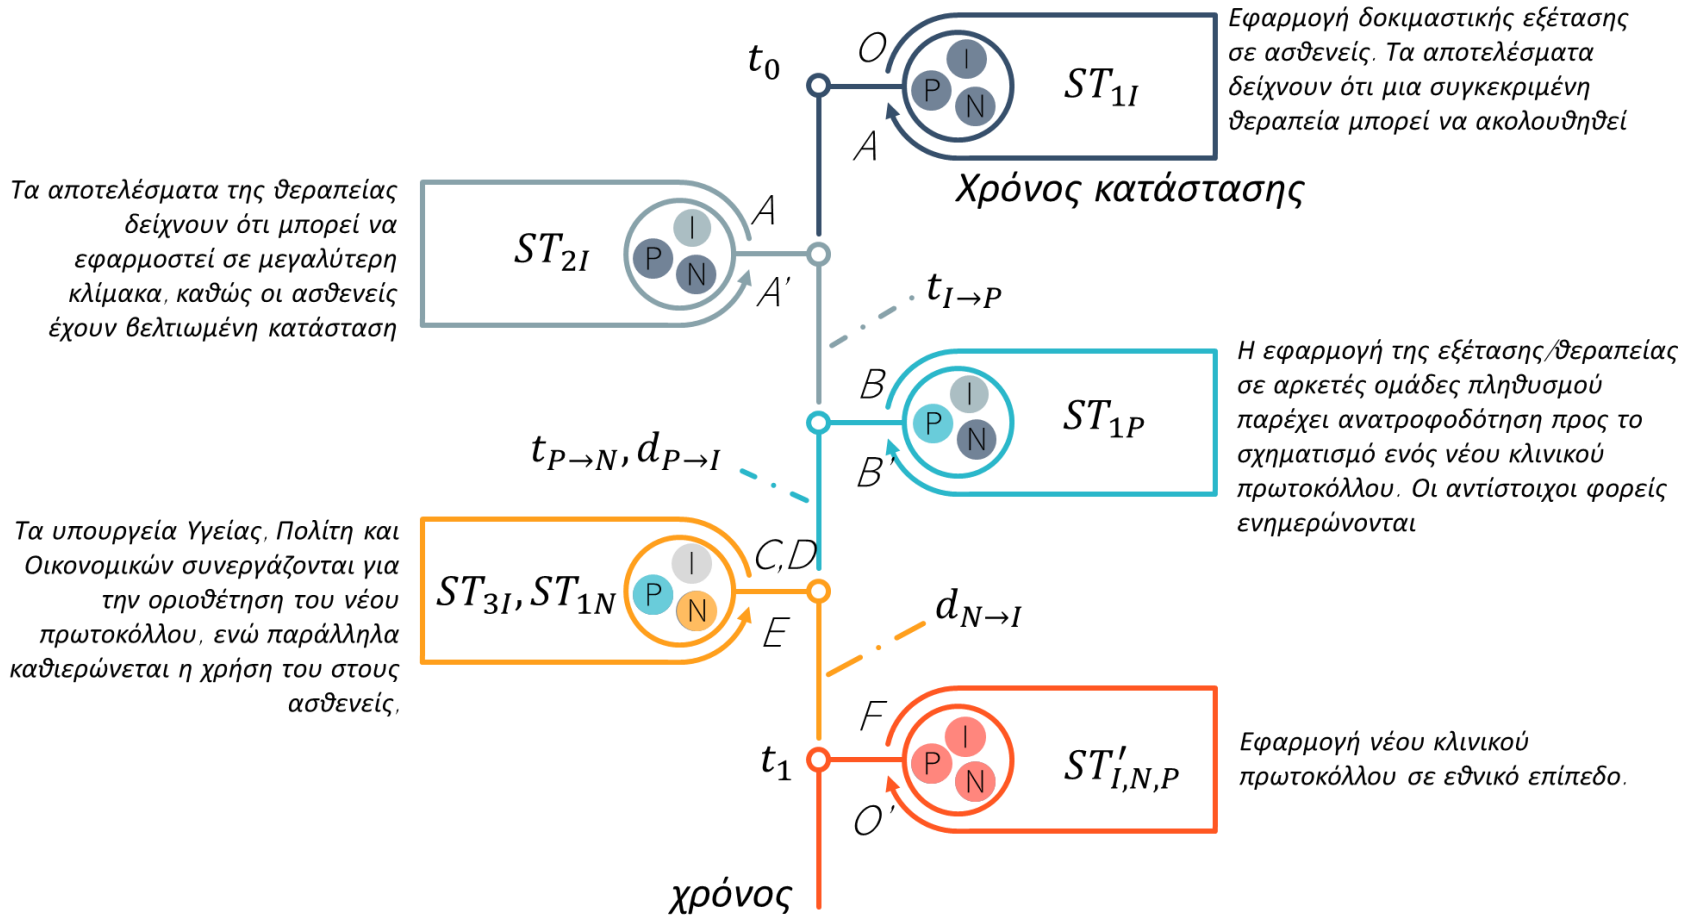 t₀
O
I
P
N
A
ST₁I
Εφαρμογή δοκιμαστικής εξέτασης
σε ασθενείς. Τα αποτελέσματα
δείχνουν ότι μια συγκεκριμένη
θεραπεία μπορεί να ακολουθηθεί
Χρόνος κατάστασης
Τα αποτελέσματα της θεραπείας
δείχνουν ότι μπορεί να
εφαρμοστεί σε μεγαλύτερη
κλίμακα, καθώς οι ασθενείς
έχουν βελτιωμένη κατάσταση
ST₂I
I
P
N
A
A'
t I→P
B
I
P
N
B'
ST₁P
Η εφαρμογή της εξέτασης/θεραπείας
σε αρκετές ομάδες πληθυσμού
παρέχει ανατροφοδότηση προς το
σχηματισμό ενός νέου κλινικού
πρωτοκόλλου. Οι αντίστοιχοι φορείς
ενημερώνονται
t P→N, d P→I
Τα υπουργεία Υγείας, Πολίτη και
Οικονομικών συνεργάζονται για
την οριοθέτηση του νέου
πρωτοκόλλου, ενώ παράλληλα
καθιερώνεται η χρήση του στους
ασθενείς,
ST₃I, ST₁N
I
P
N
C,D
E
d N→I
t₁
F
I
P
N
O'
ST' I,N,P
Εφαρμογή νέου κλινικού
πρωτοκόλλου σε εθνικό επίπεδο.
χρόνος